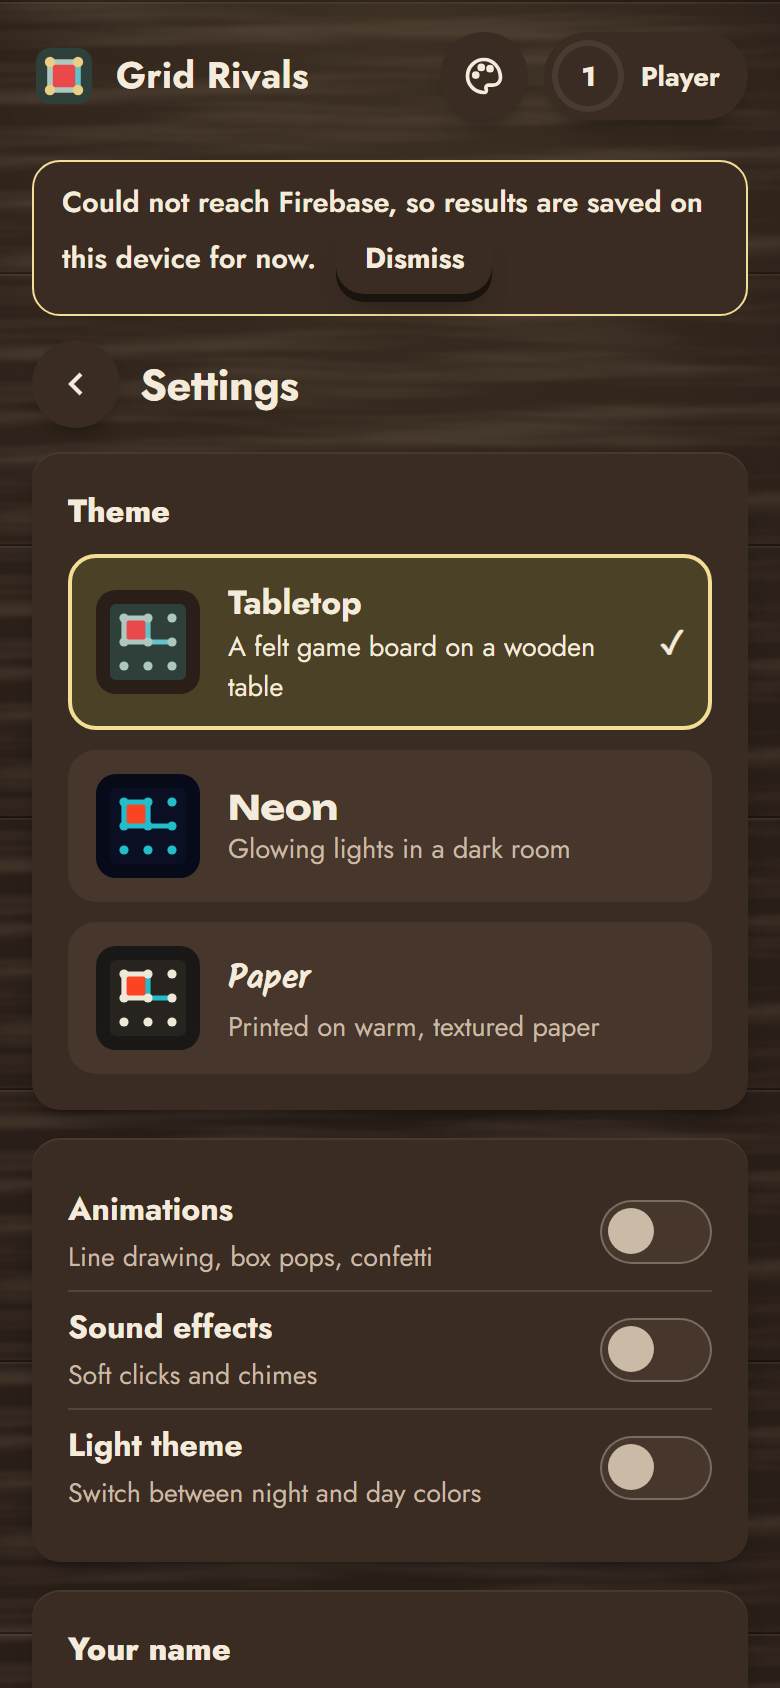 Grid Rivals
1 Player
Could not reach Firebase, so results are saved on
this device for now. Dismiss
Settings
Theme
Tabletop
A felt game board on a wooden
table
Neon
Glowing lights in a dark room
Paper
Printed on warm, textured paper
Animations
Line drawing, box pops, confetti
Sound effects
Soft clicks and chimes
Light theme
Switch between night and day colors
Your name